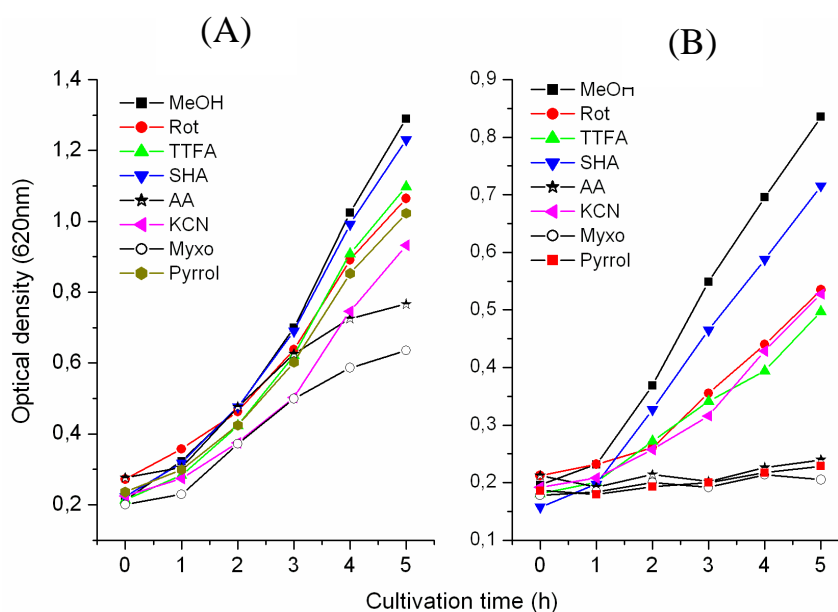 (A)
(B)
Optical density (620nm)
1,4
1,2
1,0
0,8
0,6
0,4
0,2
MeOH
Rot
TTFA
SHA
AA
KCN
Myxo
Pyrrol
0 1 2 3 4 5
0,9
0,8
0,7
0,6
0,5
0,4
0,3
0,2
0,1
MeOH
Rot
TTFA
SHA
AA
KCN
Myxo
Pyrrol
0 1 2 3 4 5
Cultivation time (h)